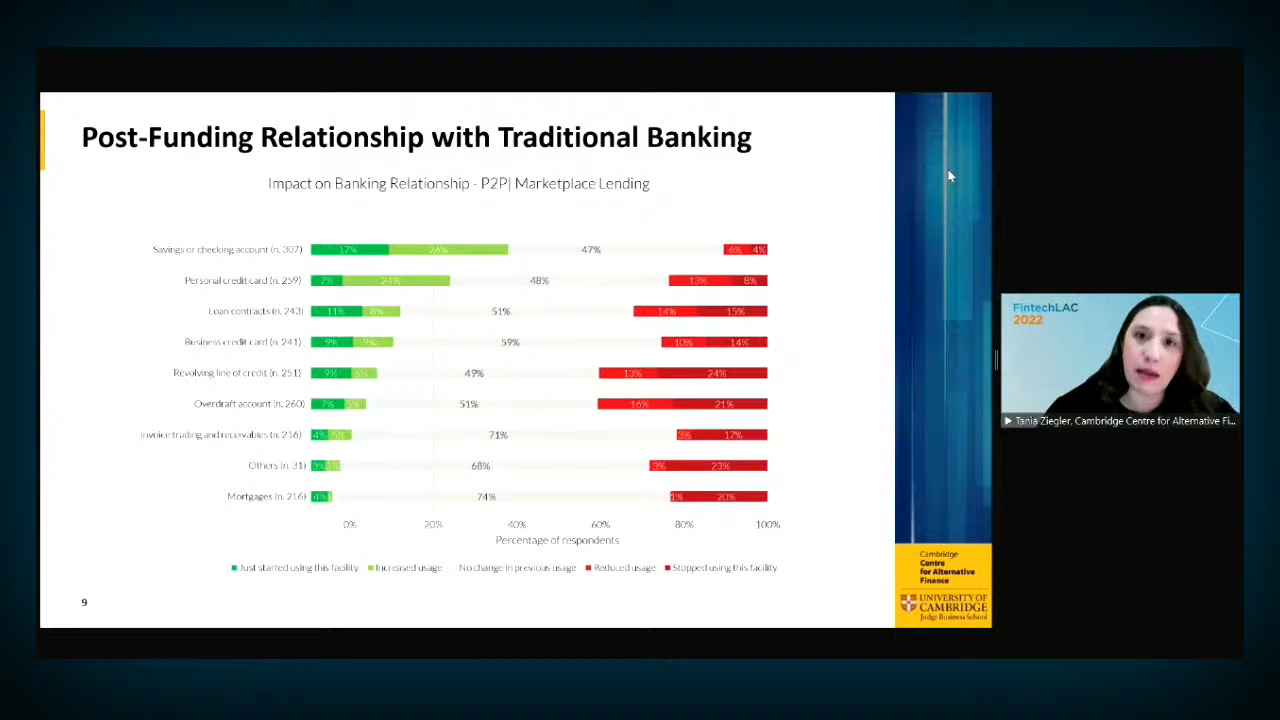 Post-Funding Relationship with Traditional Banking
Impact on Banking Relationship - P2P| Marketplace Lending
Savings or checking account (n. 307) 17% 26% 47% 6% 4%
Personal credit card (n. 259) 7% 24% 48% 13% 8%
Loan contracts (n. 243) 11% 8% 51% 14% 15%
Business credit card (n. 241) 9% 9% 59% 10% 14%
Revolving line of credit (n. 251) 9% 6% 49% 13% 24%
Overdraft account (n. 260) 7% 5% 51% 16% 21%
Invoice trading and receivables (n. 216) 4% 5% 71% 3% 17%
Others (n. 31) 3% 3% 68% 3% 23%
Mortgages (n. 216) 4% 74% 1% 20%
0% 20% 40% 60% 80% 100%
Percentage of respondents
Just started using this facility Increased usage No change in previous usage Reduced usage Stopped using this facility
9
Cambridge
Centre
for Alternative
Finance
UNIVERSITY OF
CAMBRIDGE
Judge Business School
FintechLAC
2022
Tania Ziegler, Cambridge Centre for Alternative Fi...